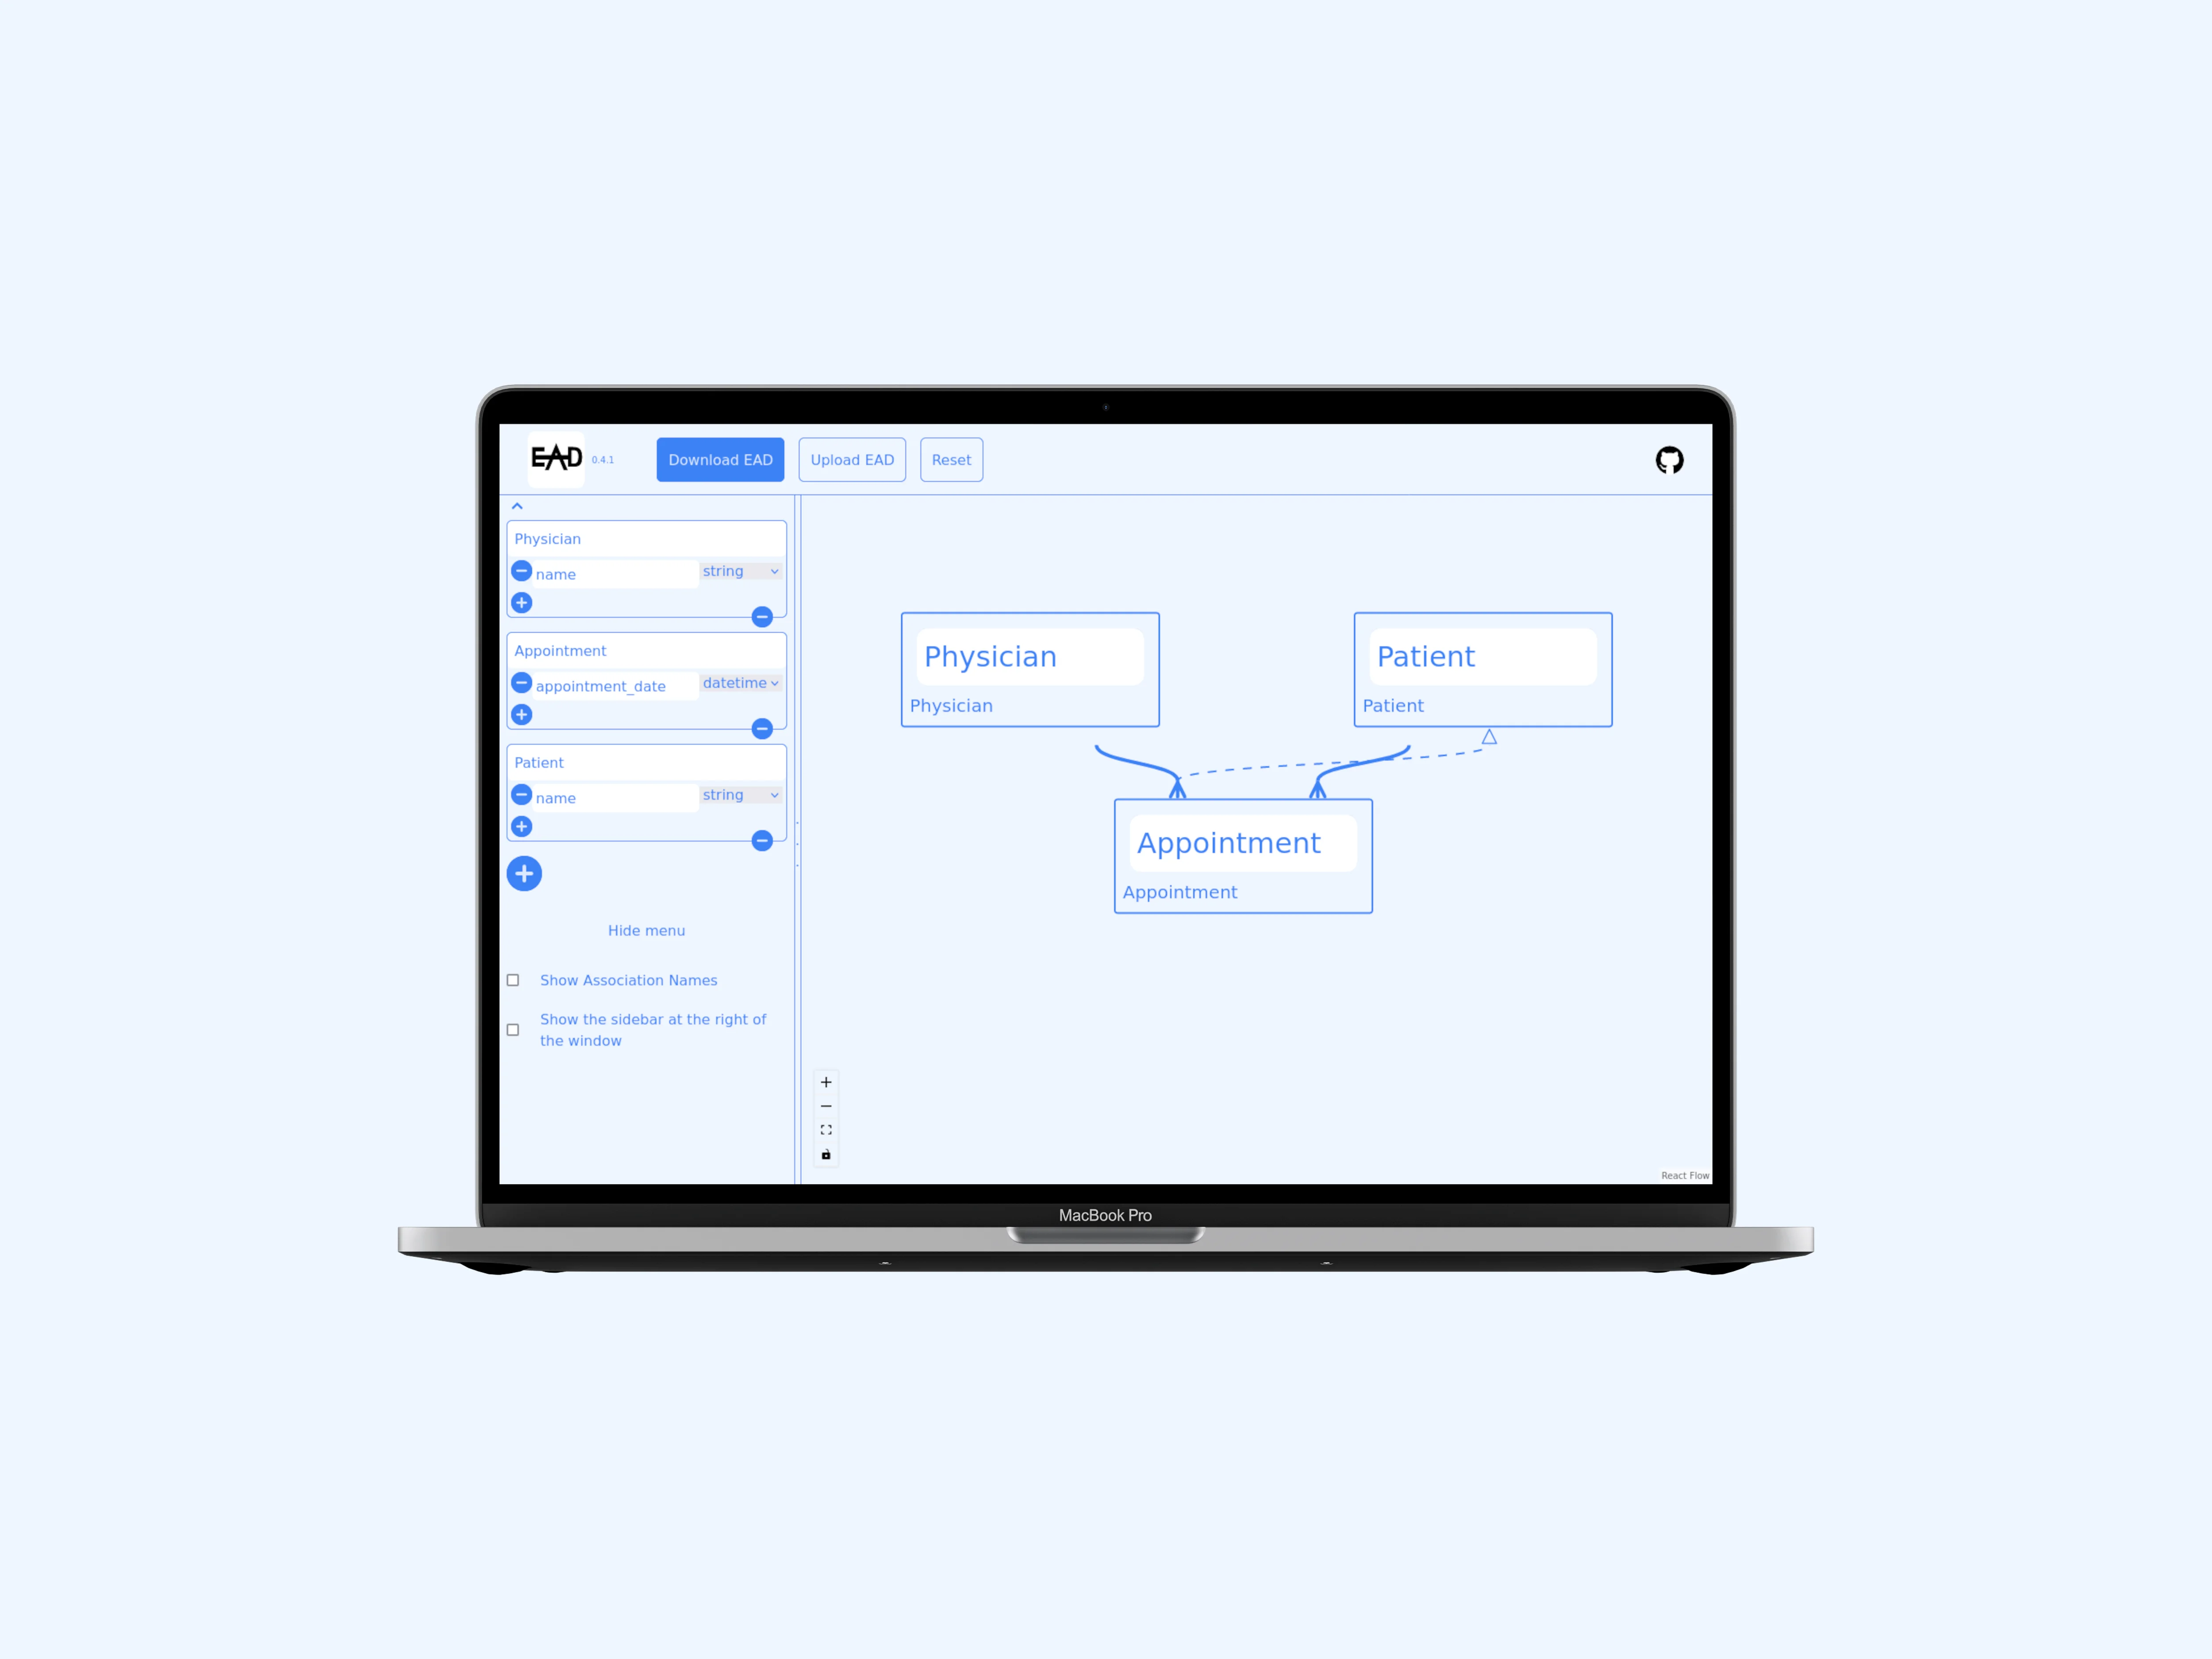 EAD
0.4.1
Download EAD
Upload EAD
Reset
Physician
name
string
Appointment
appointment_date
datetime
Patient
name
string
Hide menu
Show Association Names
Show the sidebar at the right of
the window
Physician
Physician
Patient
Patient
Appointment
Appointment
React Flow
MacBook Pro